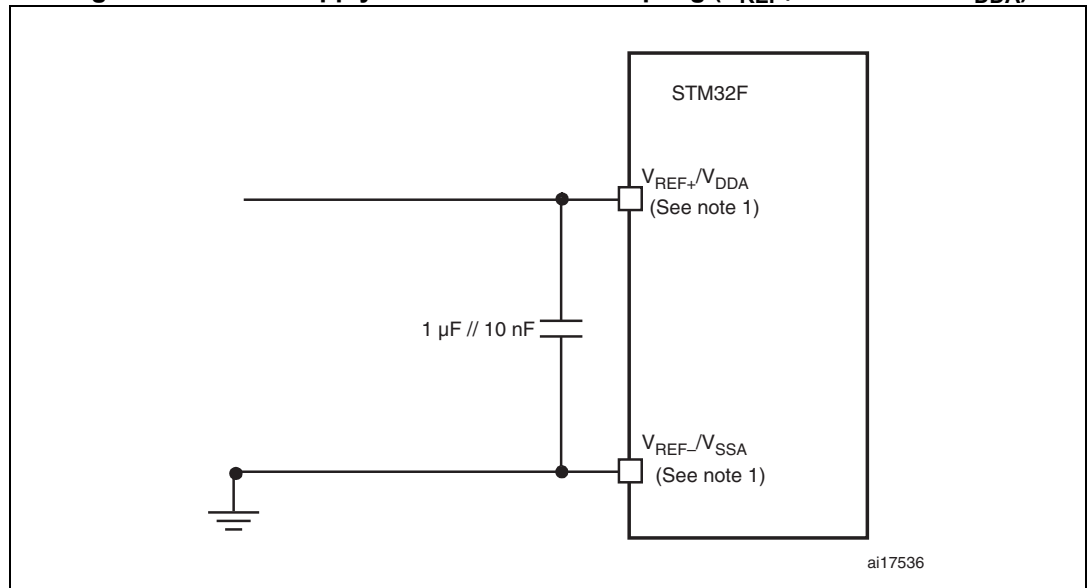 STM32F
VREF+/VDDA
(See note 1)
1 µF // 10 nF
VREF–/VSSA
(See note 1)
ai17536